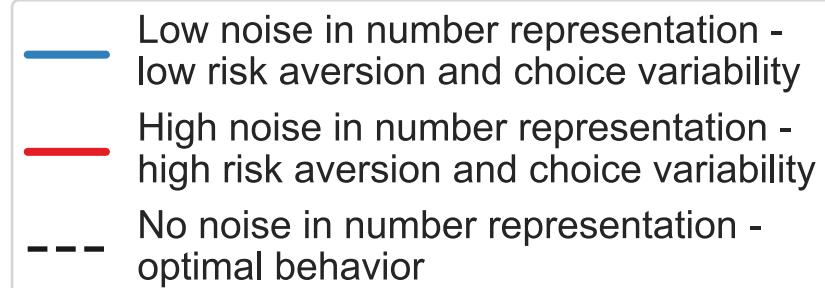 Low noise in number representation -
low risk aversion and choice variability
High noise in number representation -
high risk aversion and choice variability
No noise in number representation -
optimal behavior